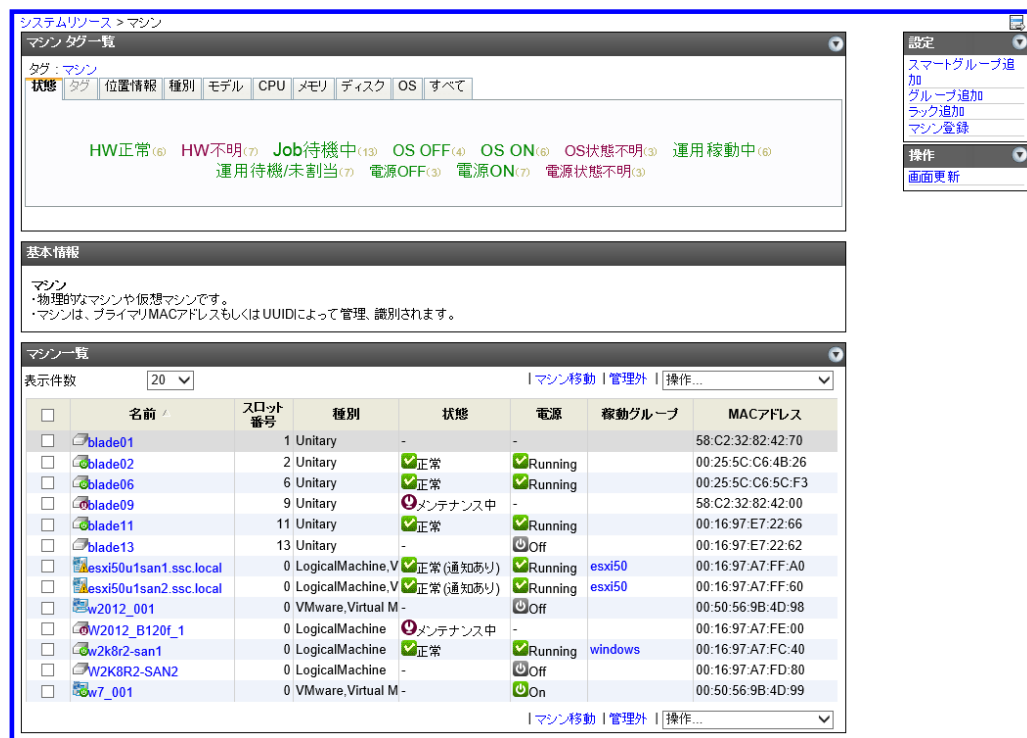 システムリソース > マシン
マシン タグ一覧
タグ : マシン
状態 タグ 位置情報 種別 モデル CPU メモリ ディスク OS すべて
HW正常(6) HW不明(7) Job待機中(13) OS OFF(4) OS ON(6) OS状態不明(3) 運用稼動中(6)
運用待機/未割当(7) 電源OFF(3) 電源ON(7) 電源状態不明(3)
設定
スマートグループ追
加
グループ追加
ラック追加
マシン登録
操作
画面更新
基本情報
マシン
・物理的なマシンや仮想マシンです。
・マシンは、プライマリMACアドレスもしくはUUIDによって管理、識別されます。
マシン一覧
表示件数 20 | マシン移動 | 管理外 | 操作...
名前 スロット番号 種別 状態 電源 稼動グループ MACアドレス
blade01 1 Unitary - - 58:C2:32:82:42:70
blade02 2 Unitary 正常 Running 00:25:5C:C6:4B:26
blade06 6 Unitary 正常 Running 00:25:5C:C6:5C:F3
blade09 9 Unitary メンテナンス中 - 58:C2:32:82:42:00
blade11 11 Unitary 正常 Running 00:16:97:E7:22:66
blade13 13 Unitary - Off 00:16:97:E7:22:62
esxi50u1san1.ssc.local 0 LogicalMachine,V 正常(通知あり) Running esxi50 00:16:97:A7:FF:A0
esxi50u1san2.ssc.local 0 LogicalMachine,V 正常(通知あり) Running esxi50 00:16:97:A7:FF:60
w2012_001 0 VMware,Virtual M - Off 00:50:56:9B:4D:98
W2012_B120f_1 0 LogicalMachine メンテナンス中 - 00:16:97:A7:FE:00
w2k8r2-san1 0 LogicalMachine 正常 Running windows 00:16:97:A7:FC:40
W2K8R2-SAN2 0 LogicalMachine - Off 00:16:97:A7:FD:80
w7_001 0 VMware,Virtual M - On 00:50:56:9B:4D:99
| マシン移動 | 管理外 | 操作...